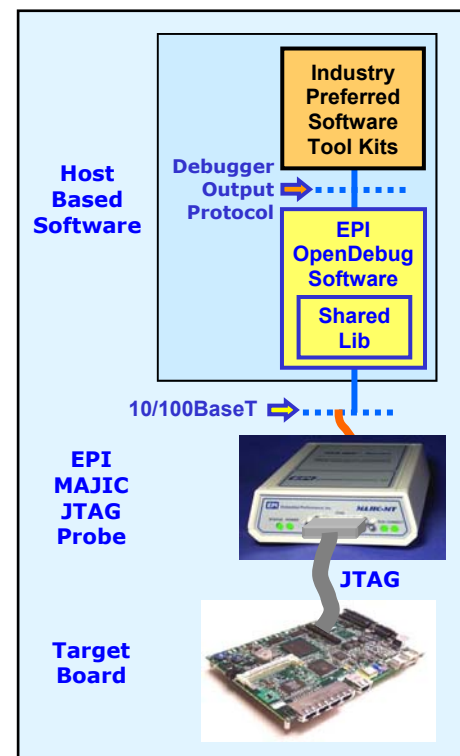 Industry
Preferred
Software
Tool Kits
Debugger
Output
Protocol
Host
Based
Software
EPI
OpenDebug
Software
Shared
Lib
10/100BaseT
EPI
MAJIC
JTAG
Probe
EPI
JTAG
Target
Board